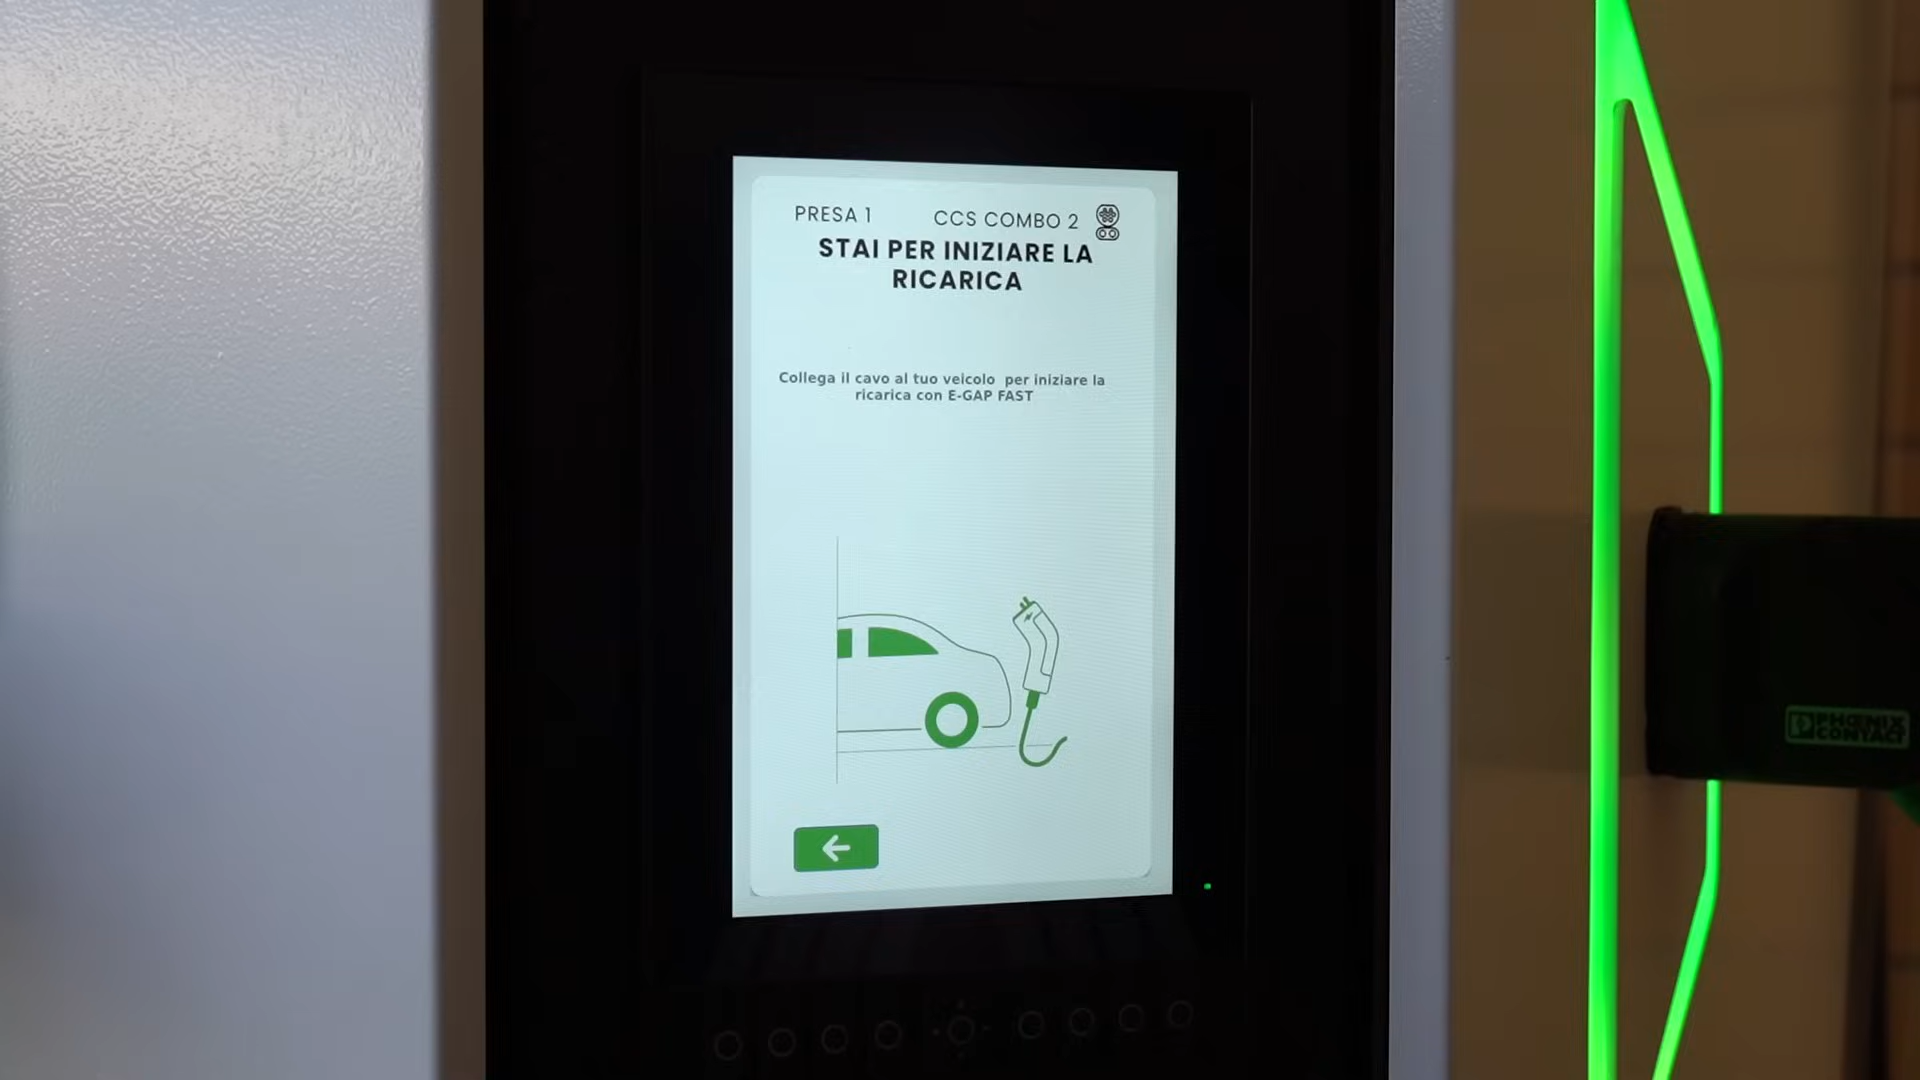 PRESA 1 CCS COMBO 2
STAI PER INIZIARE LA
RICARICA
Collega il cavo al tuo veicolo per iniziare la
ricarica con E-GAP FAST
PHŒNIX
CONTACT